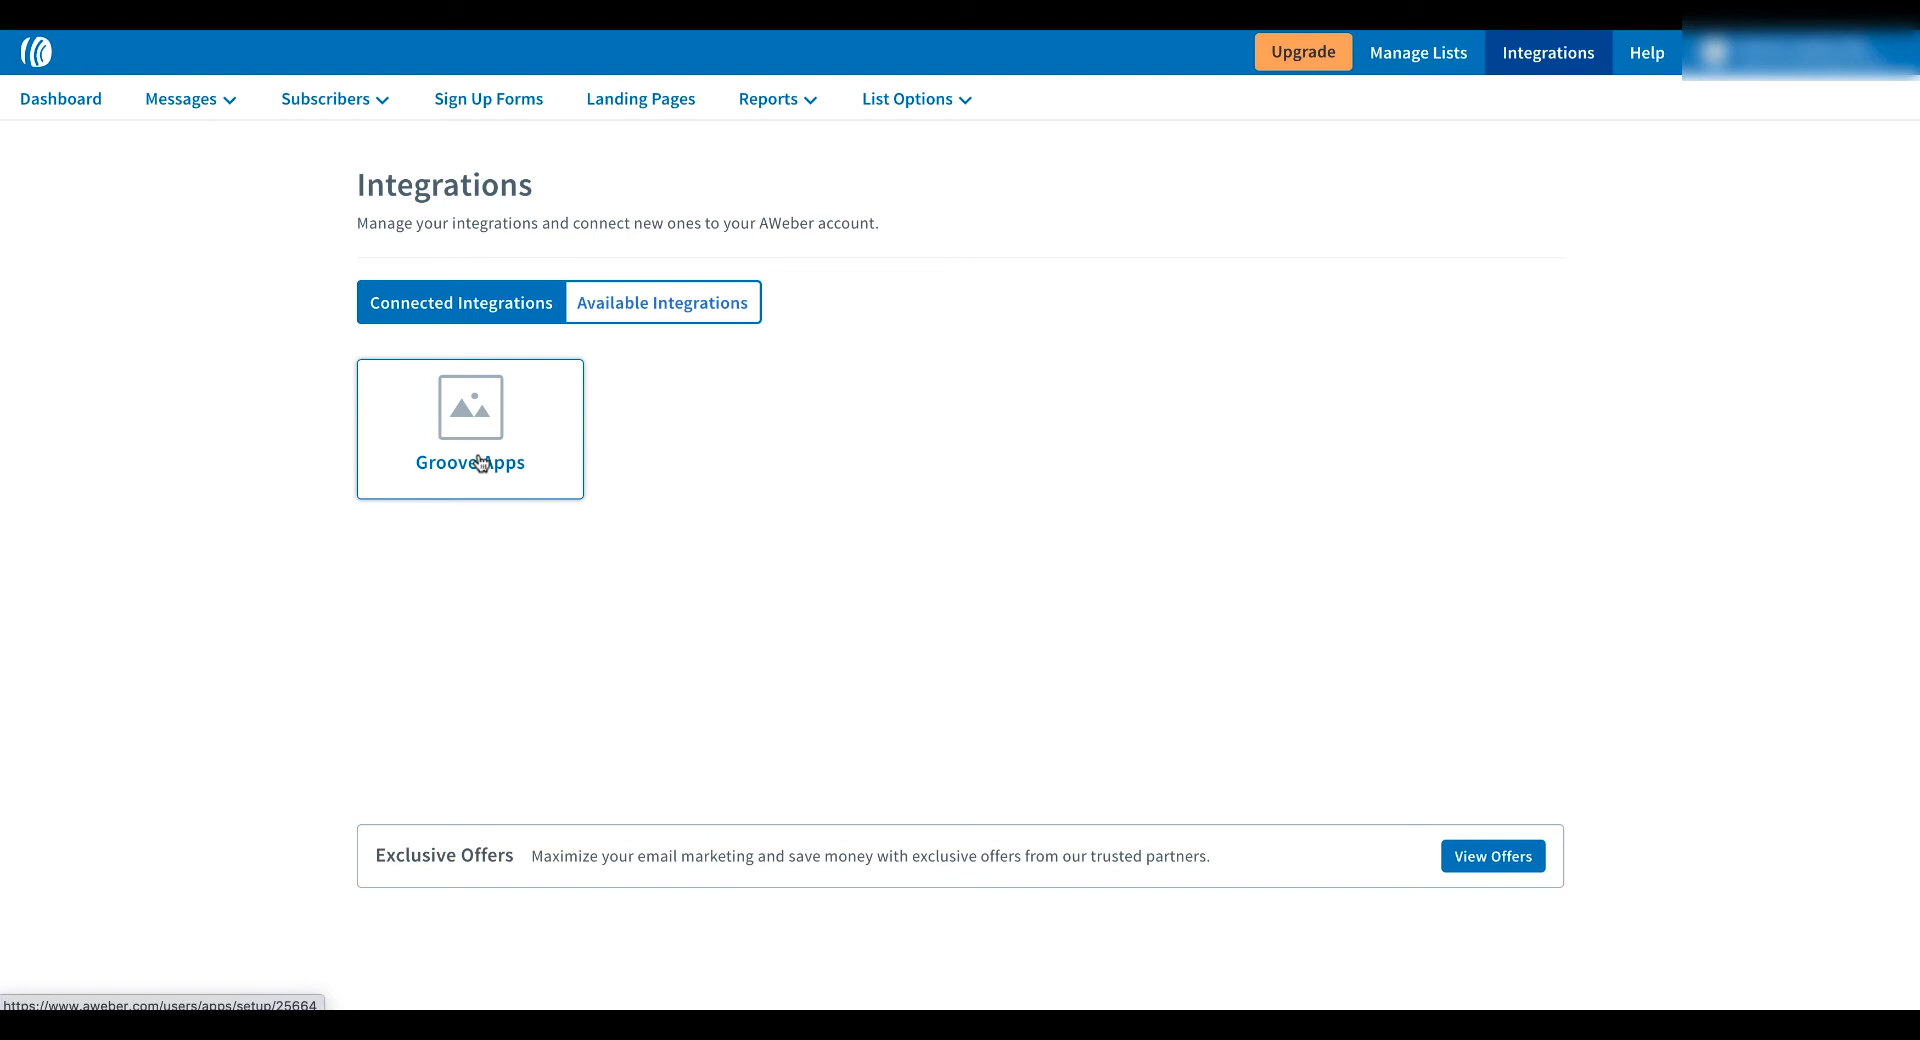 Upgrade
Manage Lists
Integrations
Help
Dashboard
Messages
Subscribers
Sign Up Forms
Landing Pages
Reports
List Options
Integrations
Manage your integrations and connect new ones to your AWeber account.
Connected Integrations
Available Integrations
Groove Apps
Exclusive Offers
Maximize your email marketing and save money with exclusive offers from our trusted partners.
View Offers
https://www.aweber.com/users/apps/setup/25664